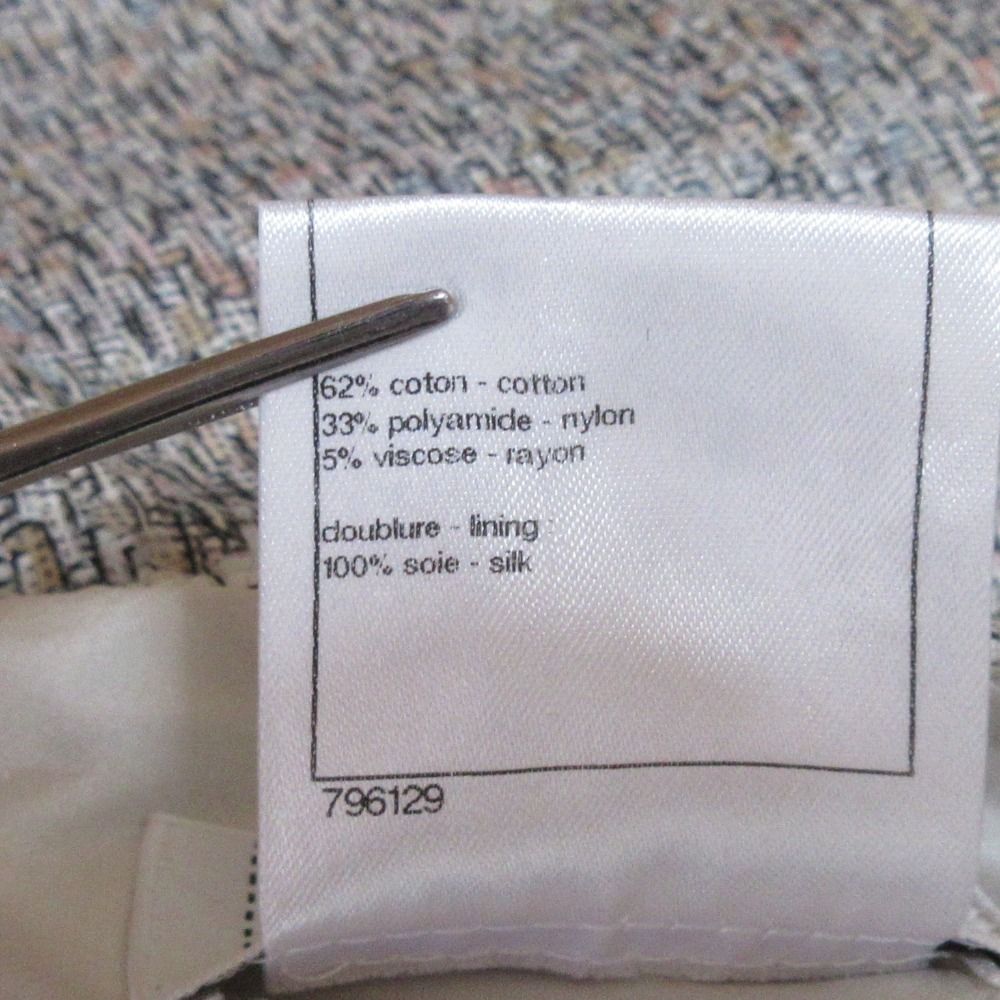 62% coton - cotton
33% polyamide - nylon
5% viscose - rayon
doublure - lining
100% soie - silk
796129